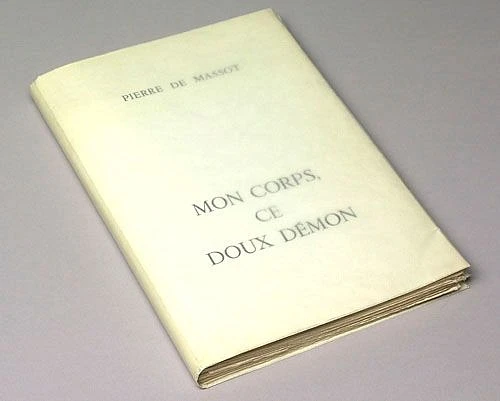 PIERRE DE MASSOT
MON CORPS,
CE
DOUX DÉMON